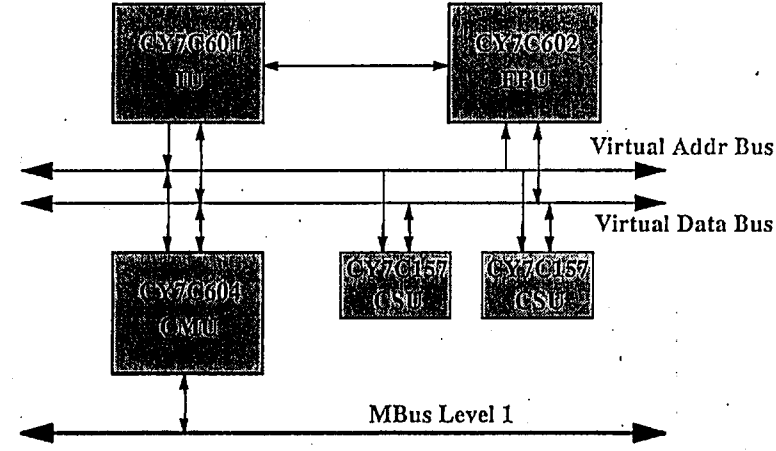 CY7C601
IU
CY7C602
FPU
Virtual Addr Bus
Virtual Data Bus
CY7C604
CMU
CY7C157
CSU
CY7C157
CSU
MBus Level 1